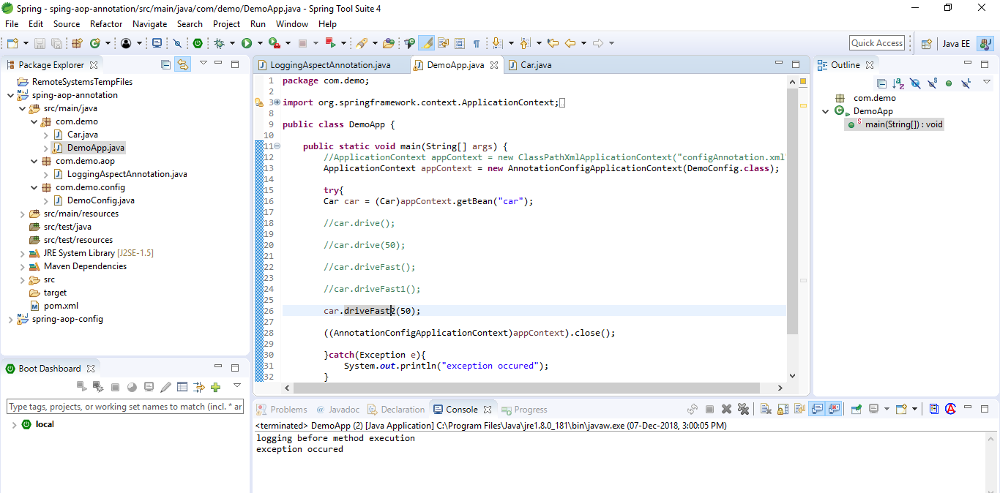 Spring - sping-aop-annotation/src/main/java/com/demo/DemoApp.java - Spring Tool Suite 4
File Edit Source Refactor Navigate Search Project Run Window Help
Quick Access
Java EE
Package Explorer
RemoteSystemsTempFiles
sping-aop-annotation
src/main/java
com.demo
Car.java
DemoApp.java
com.demo.aop
LoggingAspectAnnotation.java
com.demo.config
DemoConfig.java
src/main/resources
src/test/java
src/test/resources
JRE System Library [J2SE-1.5]
Maven Dependencies
src
target
pom.xml
spring-aop-config
Boot Dashboard
Type tags, projects, or working set names to match (incl. * ar
local
LoggingAspectAnnotation.java DemoApp.java Car.java
1 package com.demo;
2
3 import org.springframework.context.ApplicationContext;
8
9 public class DemoApp {
10
11 public static void main(String[] args) {
12 //ApplicationContext appContext = new ClassPathXmlApplicationContext("configAnnotation.xml"
13 ApplicationContext appContext = new AnnotationConfigApplicationContext(DemoConfig.class);
14
15 try{
16 Car car = (Car)appContext.getBean("car");
17
18 //car.drive();
19
20 //car.drive(50);
21
22 //car.driveFast();
23
24 //car.driveFast1();
25
26 car.driveFast2(50);
27
28 ((AnnotationConfigApplicationContext)appContext).close();
29
30 }catch(Exception e){
31 System.out.println("exception occured");
32 }
Outline
com.demo
DemoApp
main(String[]) : void
Problems @ Javadoc Declaration Console Progress
<terminated> DemoApp (2) [Java Application] C:\Program Files\Java\jre1.8.0_181\bin\javaw.exe (07-Dec-2018, 3:00:05 PM)
logging before method execution
exception occured